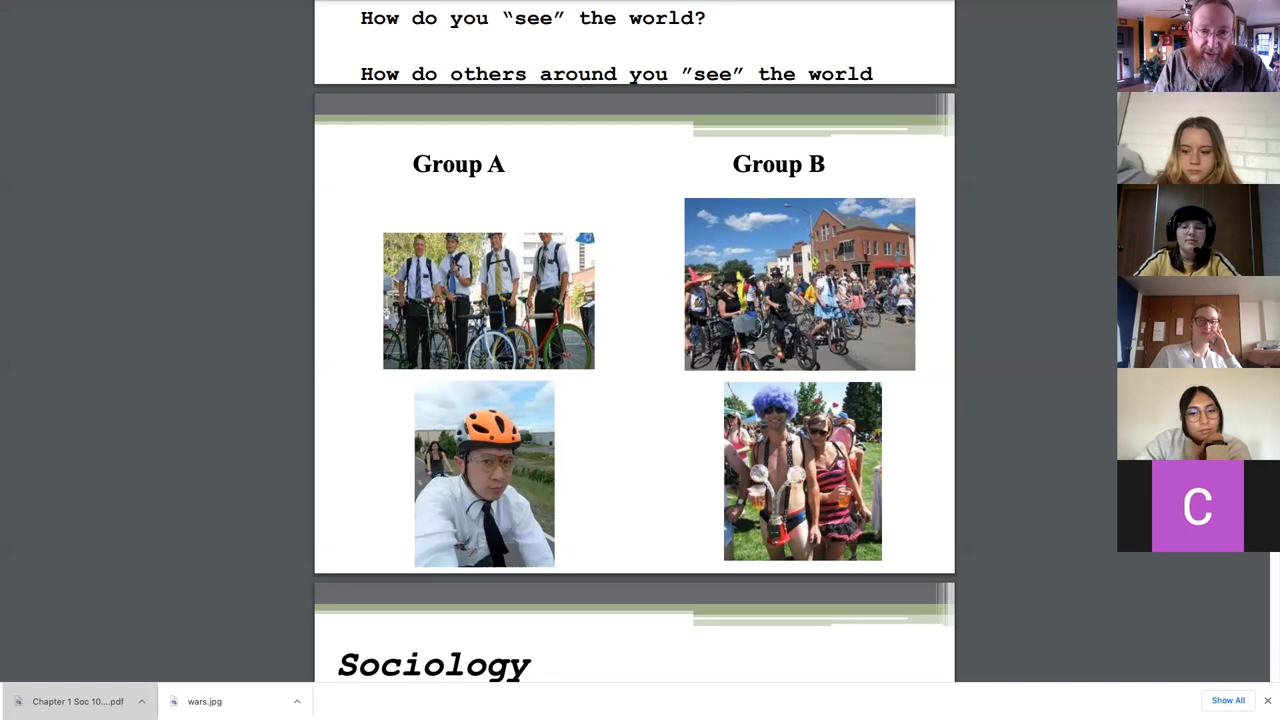 How do you “see” the world?
How do others around you ”see” the world
Group A
Group B
Sociology
C
Chapter 1 Soc 10....pdf
wars.jpg
Show All